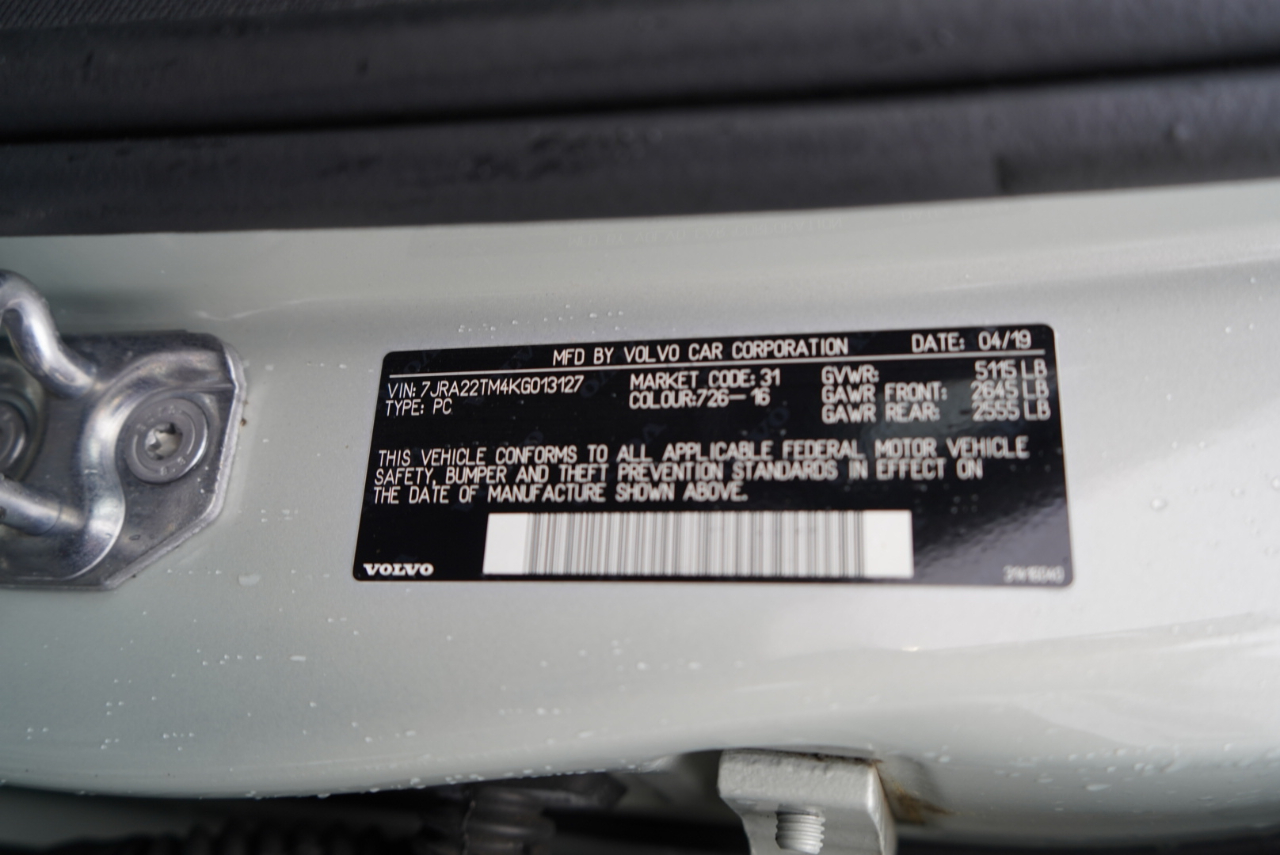 MFD BY VOLVO CAR CORPORATION DATE: 04/19
VIN: 7JRA22TM4KG013127 MARKET CODE: 31 GVWR: 5115 LB
TYPE: PC COLOUR:726-16 GAWR FRONT: 2645 LB
GAWR REAR: 2555 LB
THIS VEHICLE CONFORMS TO ALL APPLICABLE FEDERAL MOTOR VEHICLE
SAFETY, BUMPER AND THEFT PREVENTION STANDARDS IN EFFECT ON
THE DATE OF MANUFACTURE SHOWN ABOVE.
VOLVO